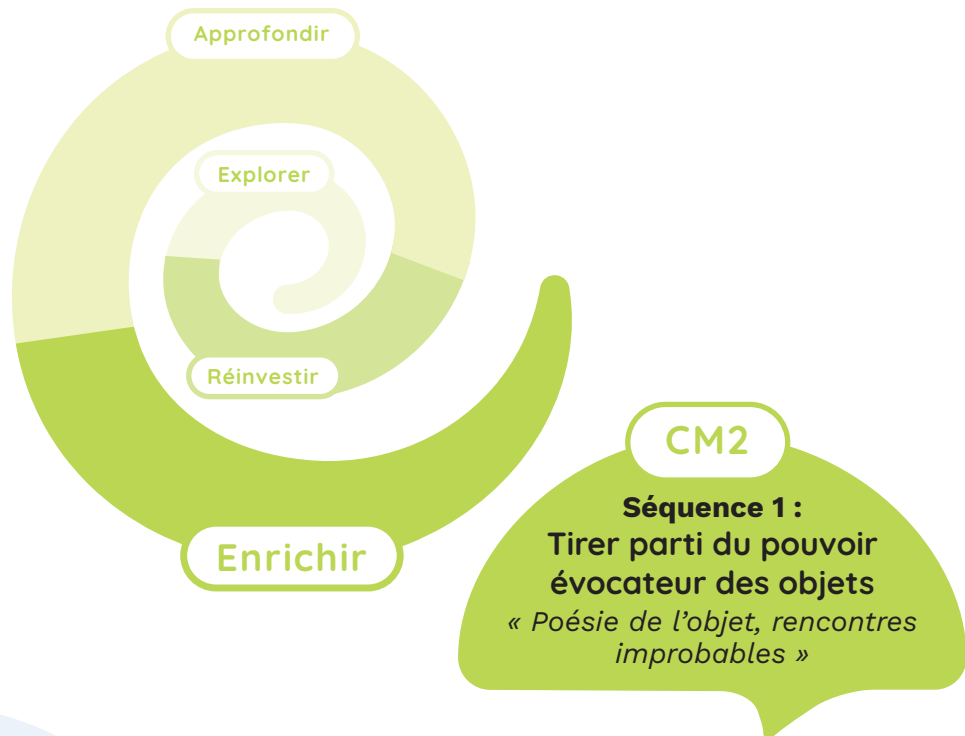 Approfondir
Explorer
Réinvestir
Enrichir
CM2
Séquence 1 :
Tirer parti du pouvoir
évocateur des objets
« Poésie de l’objet, rencontres
improbables »